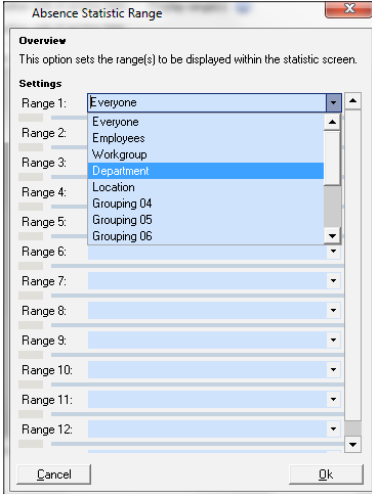 Absence Statistic Range
Overview
This option sets the range(s) to be displayed within the statistic screen.
Settings
Range 1: Everyone
Everyone
Range 2: Employees
Workgroup
Range 3: Department
Range 4: Location
Grouping 04
Range 5: Grouping 05
Grouping 06
Range 6:
Range 7:
Range 8:
Range 9:
Range 10:
Range 11:
Range 12:
Cancel Ok